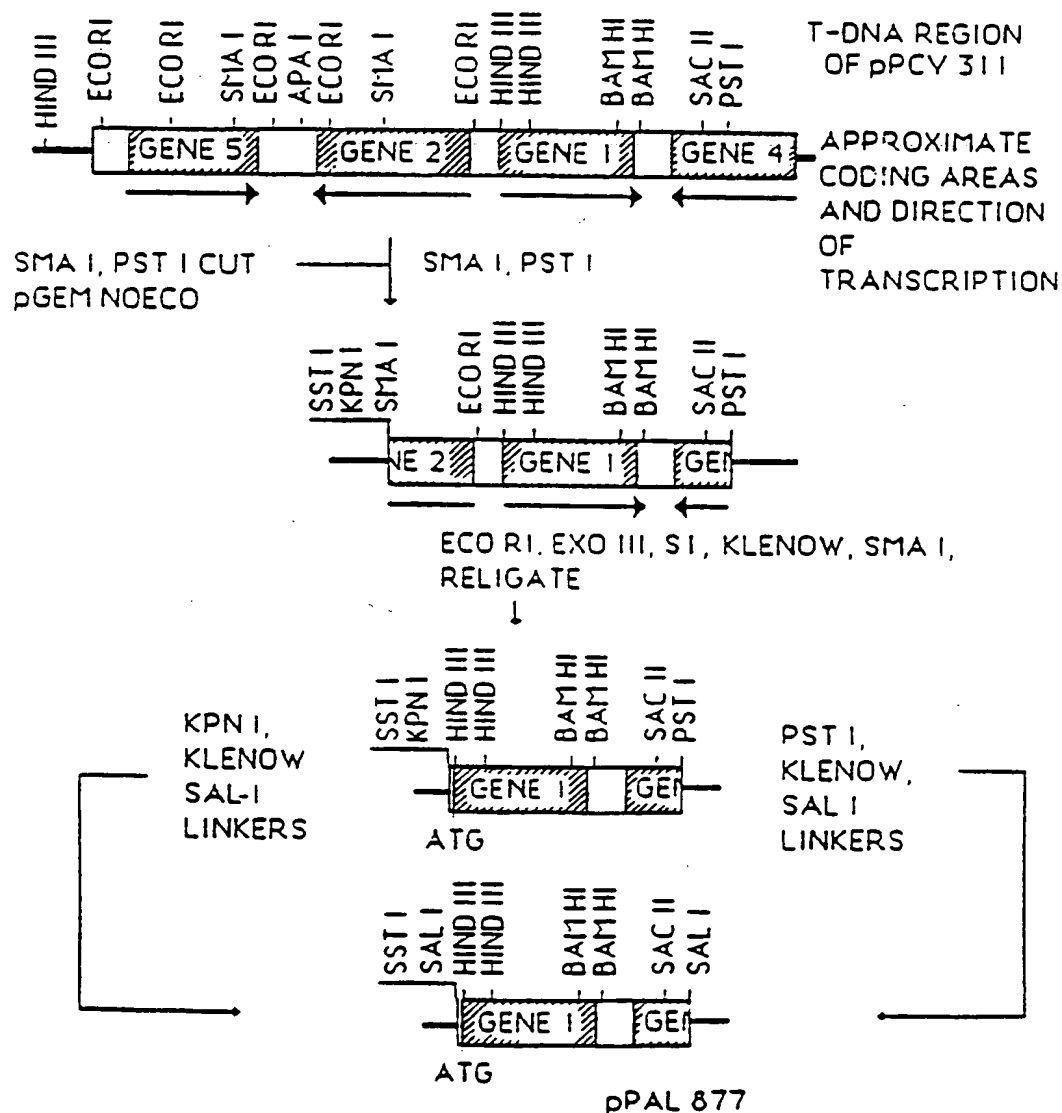 HIND III
ECO RI
ECO RI
SMA I
ECO RI
APA I
ECO RI
SMA I
ECO RI
HIND III
HIND III
BAM HI
BAM HI
SAC II
PST I
T-DNA REGION
OF pPCY 311
GENE 5
GENE 2
GENE 1
GENE 4
APPROXIMATE
CODING AREAS
AND DIRECTION
OF
TRANSCRIPTION
SMA I, PST I CUT
pGEM NOECO
SMA I, PST I
SST I
KPN I
SMA I
ECO RI
HIND III
HIND III
BAM HI
BAM HI
SAC II
PST I
NE 2
GENE 1
GEN
ECO RI, EXO III, S1, KLENOW, SMA I,
RELIGATE
SST I
KPN I
HIND III
HIND III
BAM HI
BAM HI
SAC II
PST I
GENE 1
GEN
ATG
KPN I,
KLENOW
SAL-I
LINKERS
PST I,
KLENOW,
SAL I
LINKERS
SST I
SAL I
HIND III
HIND III
BAM HI
BAM HI
SAC II
SAL I
GENE 1
GEN
ATG
pPAL 877